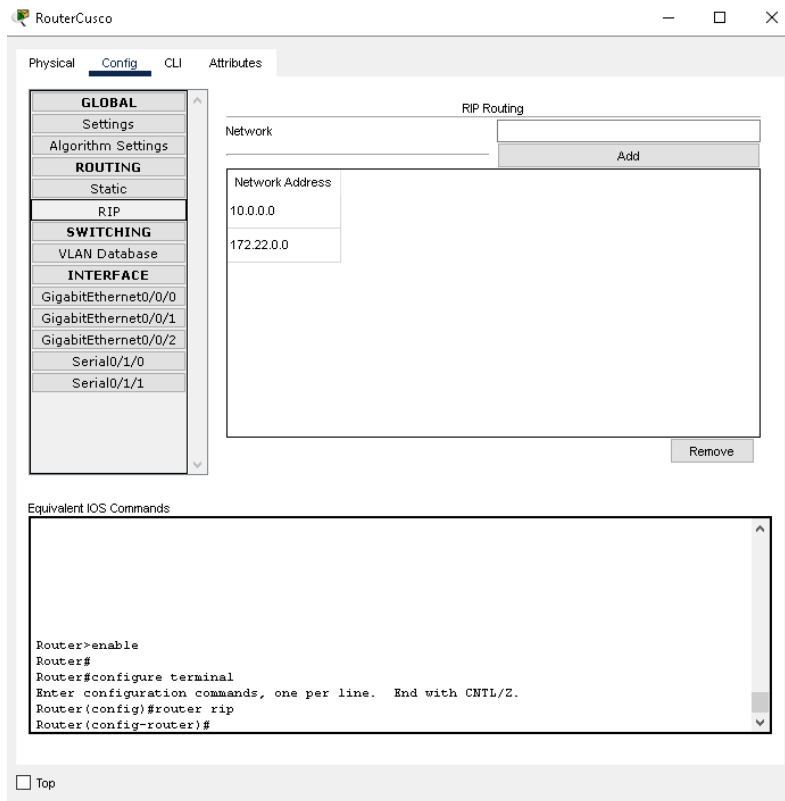 RouterCusco
Physical Config CLI Attributes
GLOBAL
Settings
Algorithm Settings
ROUTING
Static
RIP
SWITCHING
VLAN Database
INTERFACE
GigabitEthernet0/0/0
GigabitEthernet0/0/1
GigabitEthernet0/0/2
Serial0/1/0
Serial0/1/1
RIP Routing
Network
Add
Network Address
10.0.0.0
172.22.0.0
Remove
Equivalent IOS Commands
Router>enable
Router#
Router#configure terminal
Enter configuration commands, one per line. End with CNTL/Z.
Router(config)#router rip
Router(config-router)#
Top